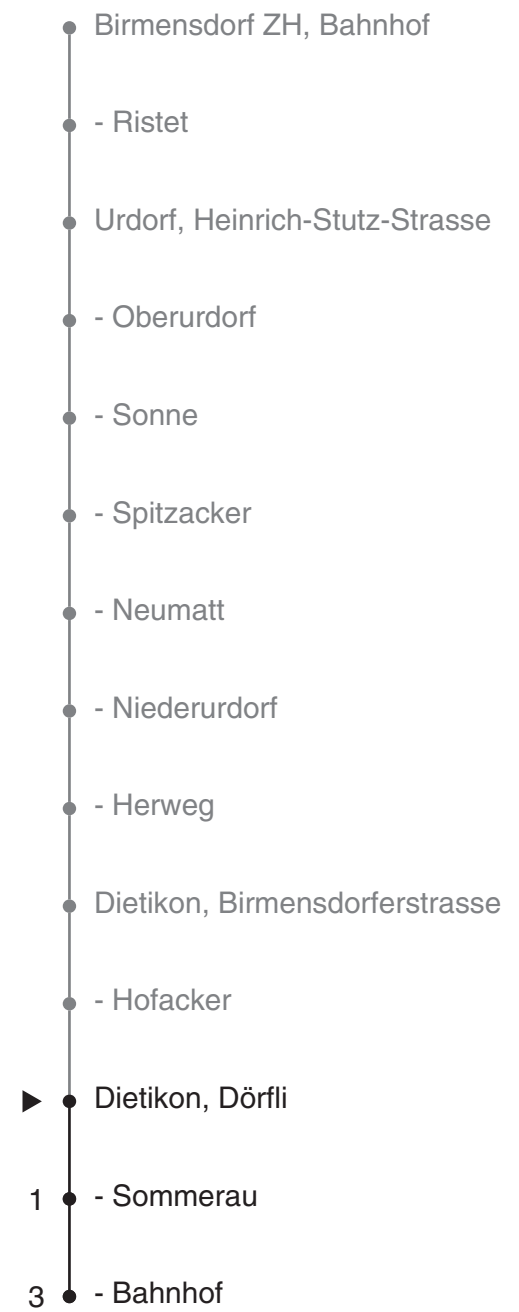 Birmensdorf ZH, Bahnhof
- Ristet
Urdorf, Heinrich-Stutz-Strasse
- Oberurdorf
- Sonne
- Spitzacker
- Neumatt
- Niederurdorf
- Herweg
Dietikon, Birmensdorferstrasse
- Hofacker
Dietikon, Dörfli
1 - Sommerau
3 - Bahnhof